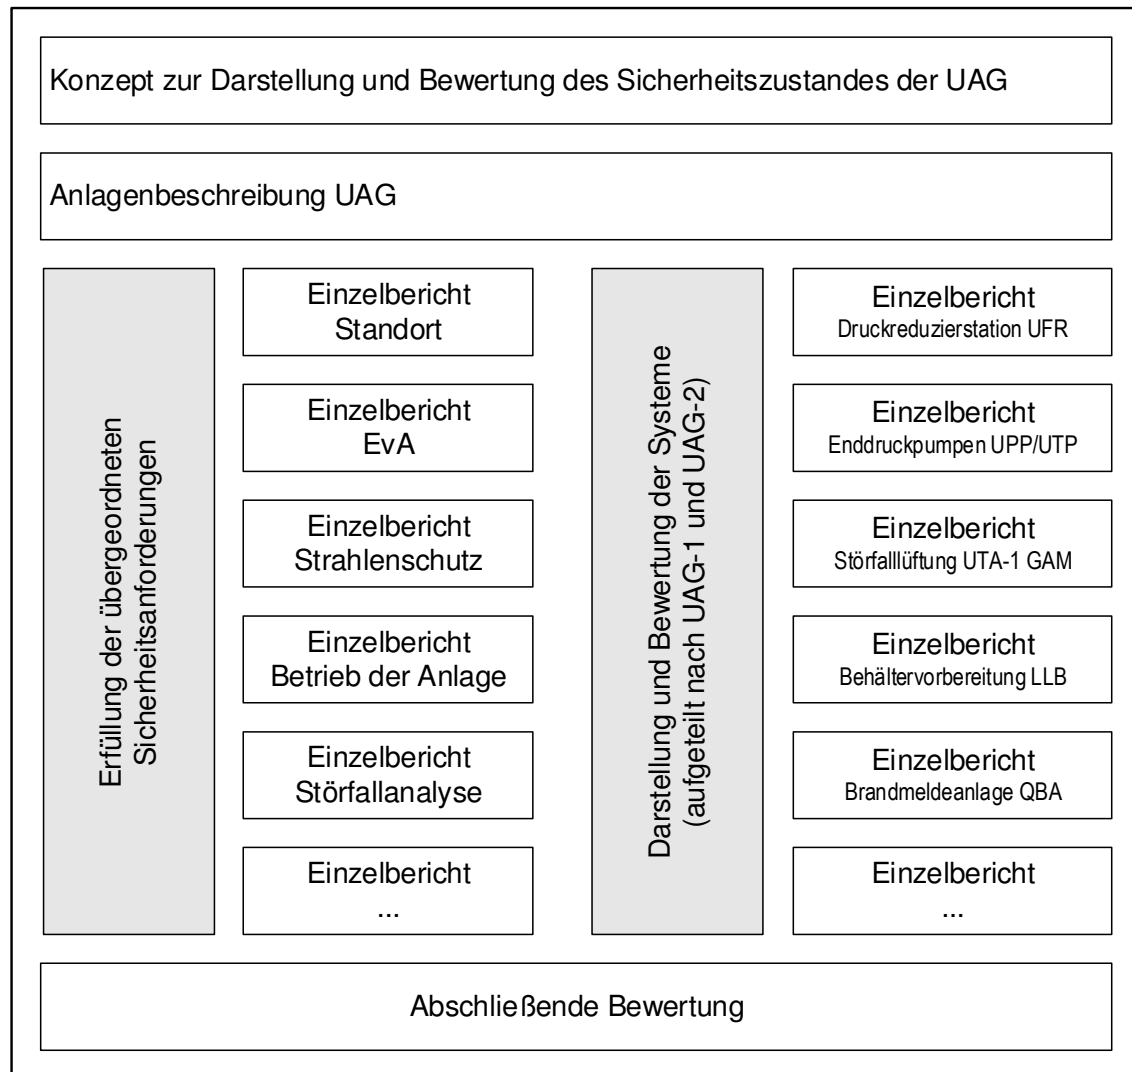 Konzept zur Darstellung und Bewertung des Sicherheitszustandes der UAG
Anlagenbeschreibung UAG
Erfüllung der übergeordneten
Sicherheitsanforderungen
Einzelbericht
Standort
Einzelbericht
EvA
Einzelbericht
Strahlenschutz
Einzelbericht
Betrieb der Anlage
Einzelbericht
Störfallanalyse
Einzelbericht
...
Darstellung und Bewertung der Systeme
(aufgeteilt nach UAG-1 und UAG-2)
Einzelbericht
Druckreduzierstation UFR
Einzelbericht
Enddruckpumpen UPP/UTP
Einzelbericht
Störfalllüftung UTA-1 GAM
Einzelbericht
Behältervorbereitung LLB
Einzelbericht
Brandmeldeanlage QBA
Einzelbericht
...
Abschließende Bewertung